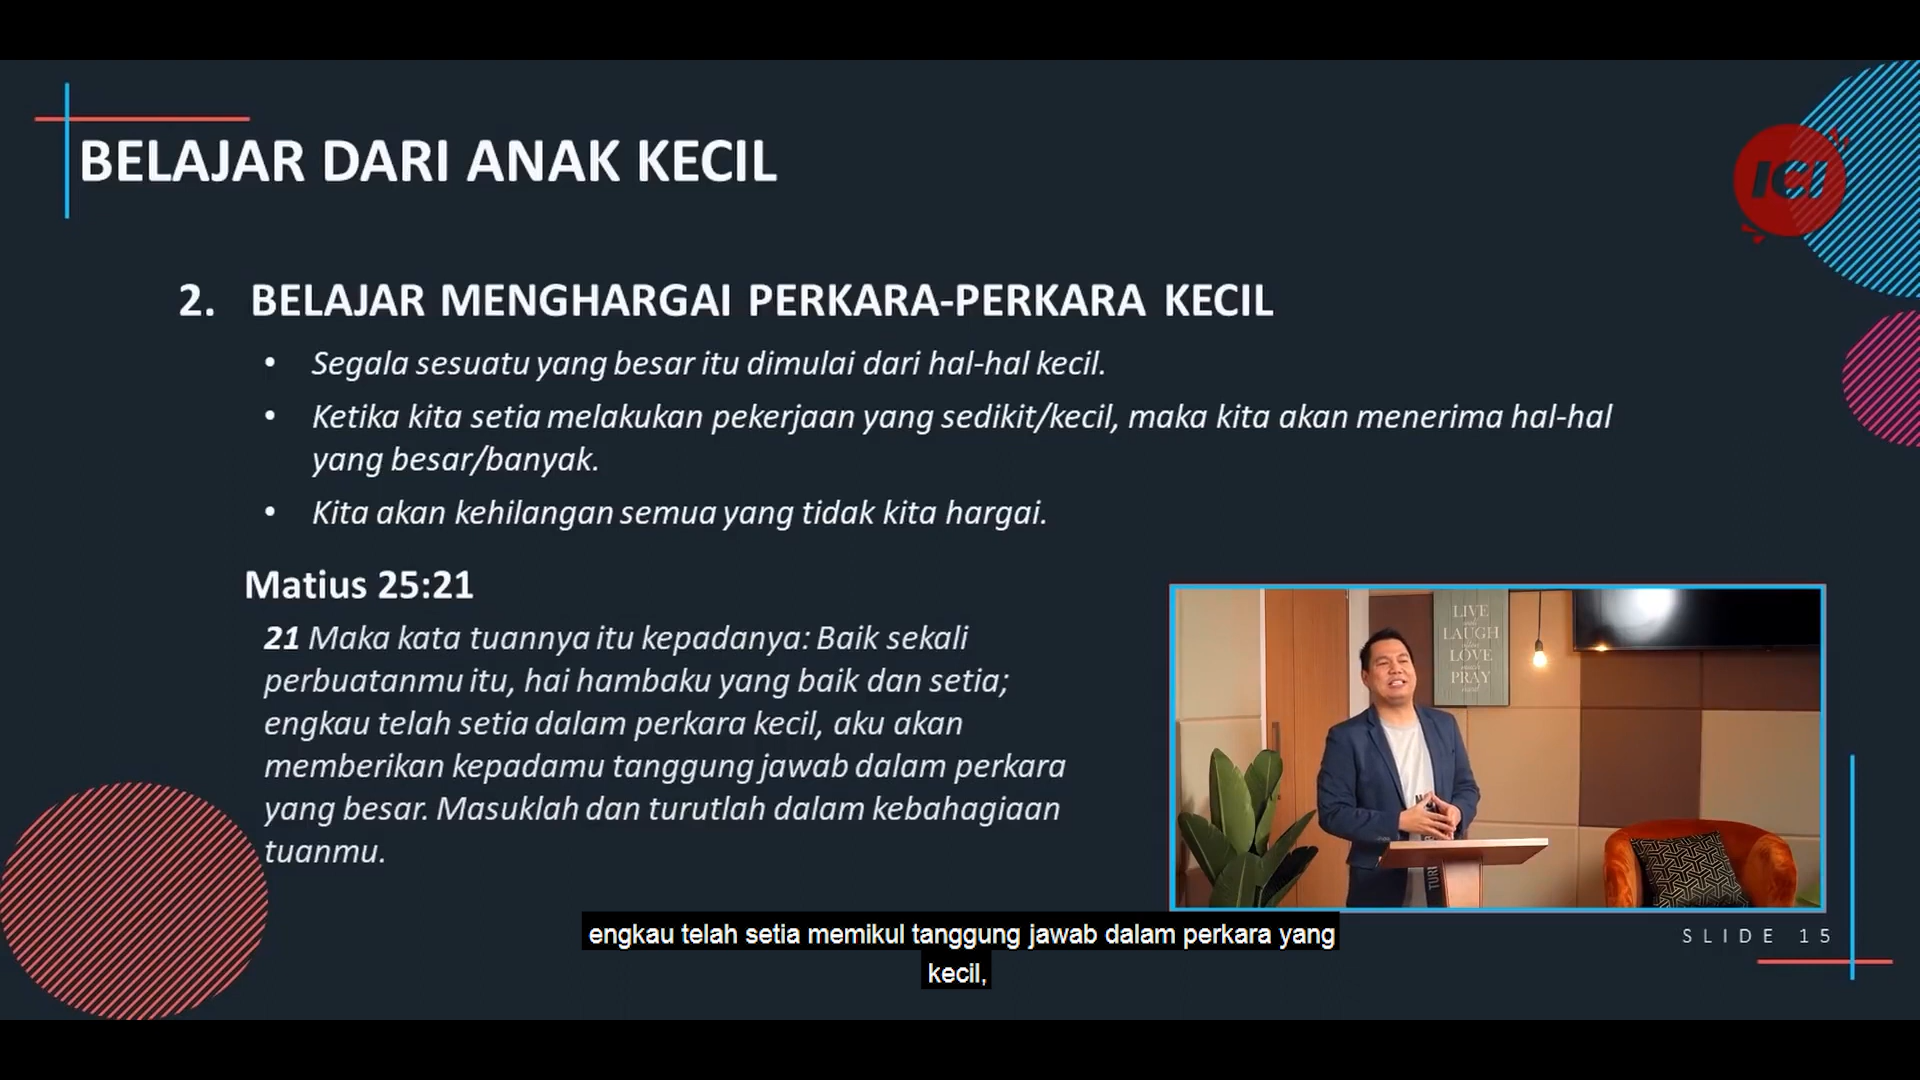 BELAJAR DARI ANAK KECIL
ICI
2. BELAJAR MENGHARGAI PERKARA-PERKARA KECIL
• Segala sesuatu yang besar itu dimulai dari hal-hal kecil.
• Ketika kita setia melakukan pekerjaan yang sedikit/kecil, maka kita akan menerima hal-hal
yang besar/banyak.
• Kita akan kehilangan semua yang tidak kita hargai.
Matius 25:21
21 Maka kata tuannya itu kepadanya: Baik sekali
perbuatanmu itu, hai hambaku yang baik dan setia;
engkau telah setia dalam perkara kecil, aku akan
memberikan kepadamu tanggung jawab dalam perkara
yang besar. Masuklah dan turutlah dalam kebahagiaan
tuanmu.
LIVE
LAUGH
LOVE
PRAY
engkau telah setia memikul tanggung jawab dalam perkara yang
kecil,
SLIDE 15